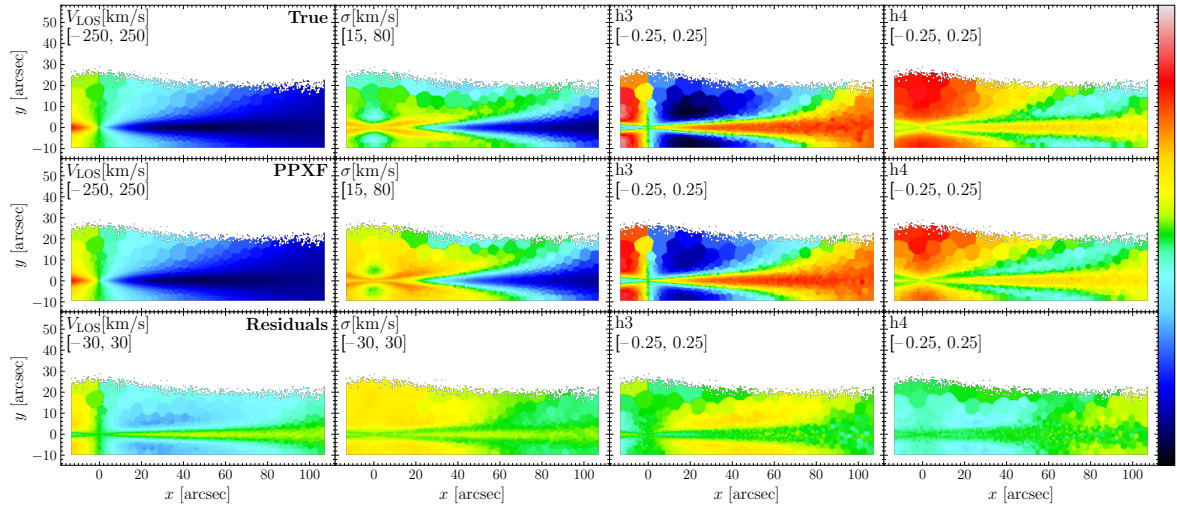 V_LOS[km/s] True σ[km/s] h3 h4
[−250, 250] [15, 80] [−0.25, 0.25] [−0.25, 0.25]
50
40
30
20
10
0
−10
y [arcsec]
V_LOS[km/s] PPXF σ[km/s] h3 h4
[−250, 250] [15, 80] [−0.25, 0.25] [−0.25, 0.25]
50
40
30
20
10
0
−10
y [arcsec]
V_LOS[km/s] Residuals σ[km/s] h3 h4
[−30, 30] [−30, 30] [−0.25, 0.25] [−0.25, 0.25]
50
40
30
20
10
0
−10
y [arcsec]
0 20 40 60 80 100 0 20 40 60 80 100 0 20 40 60 80 100 0 20 40 60 80 100
x [arcsec] x [arcsec] x [arcsec] x [arcsec]